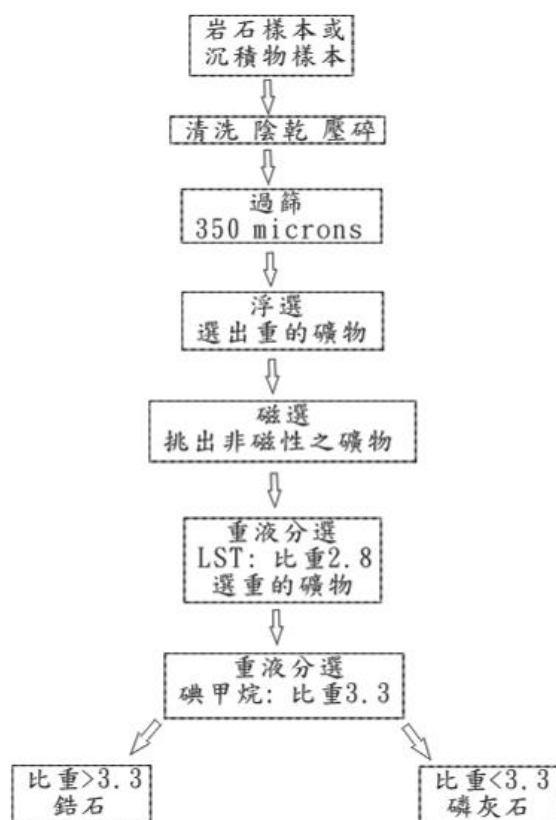 岩石樣本或
沉積物樣本
清洗 陰乾 壓碎
過篩
350 microns
浮選
選出重的礦物
磁選
挑出非磁性之礦物
重液分選
LST: 比重2.8
選重的礦物
重液分選
碘甲烷: 比重3.3
比重>3.3
鋯石
比重<3.3
磷灰石